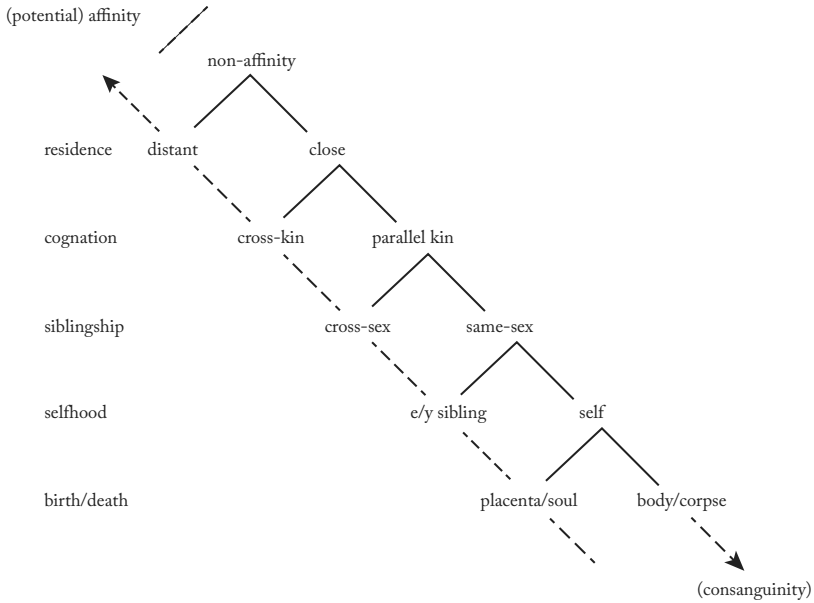 (potential) affinity
non-affinity
residence distant close
cognation cross-kin parallel kin
siblingship cross-sex same-sex
selfhood e/y sibling self
birth/death placenta/soul body/corpse
(consanguinity)